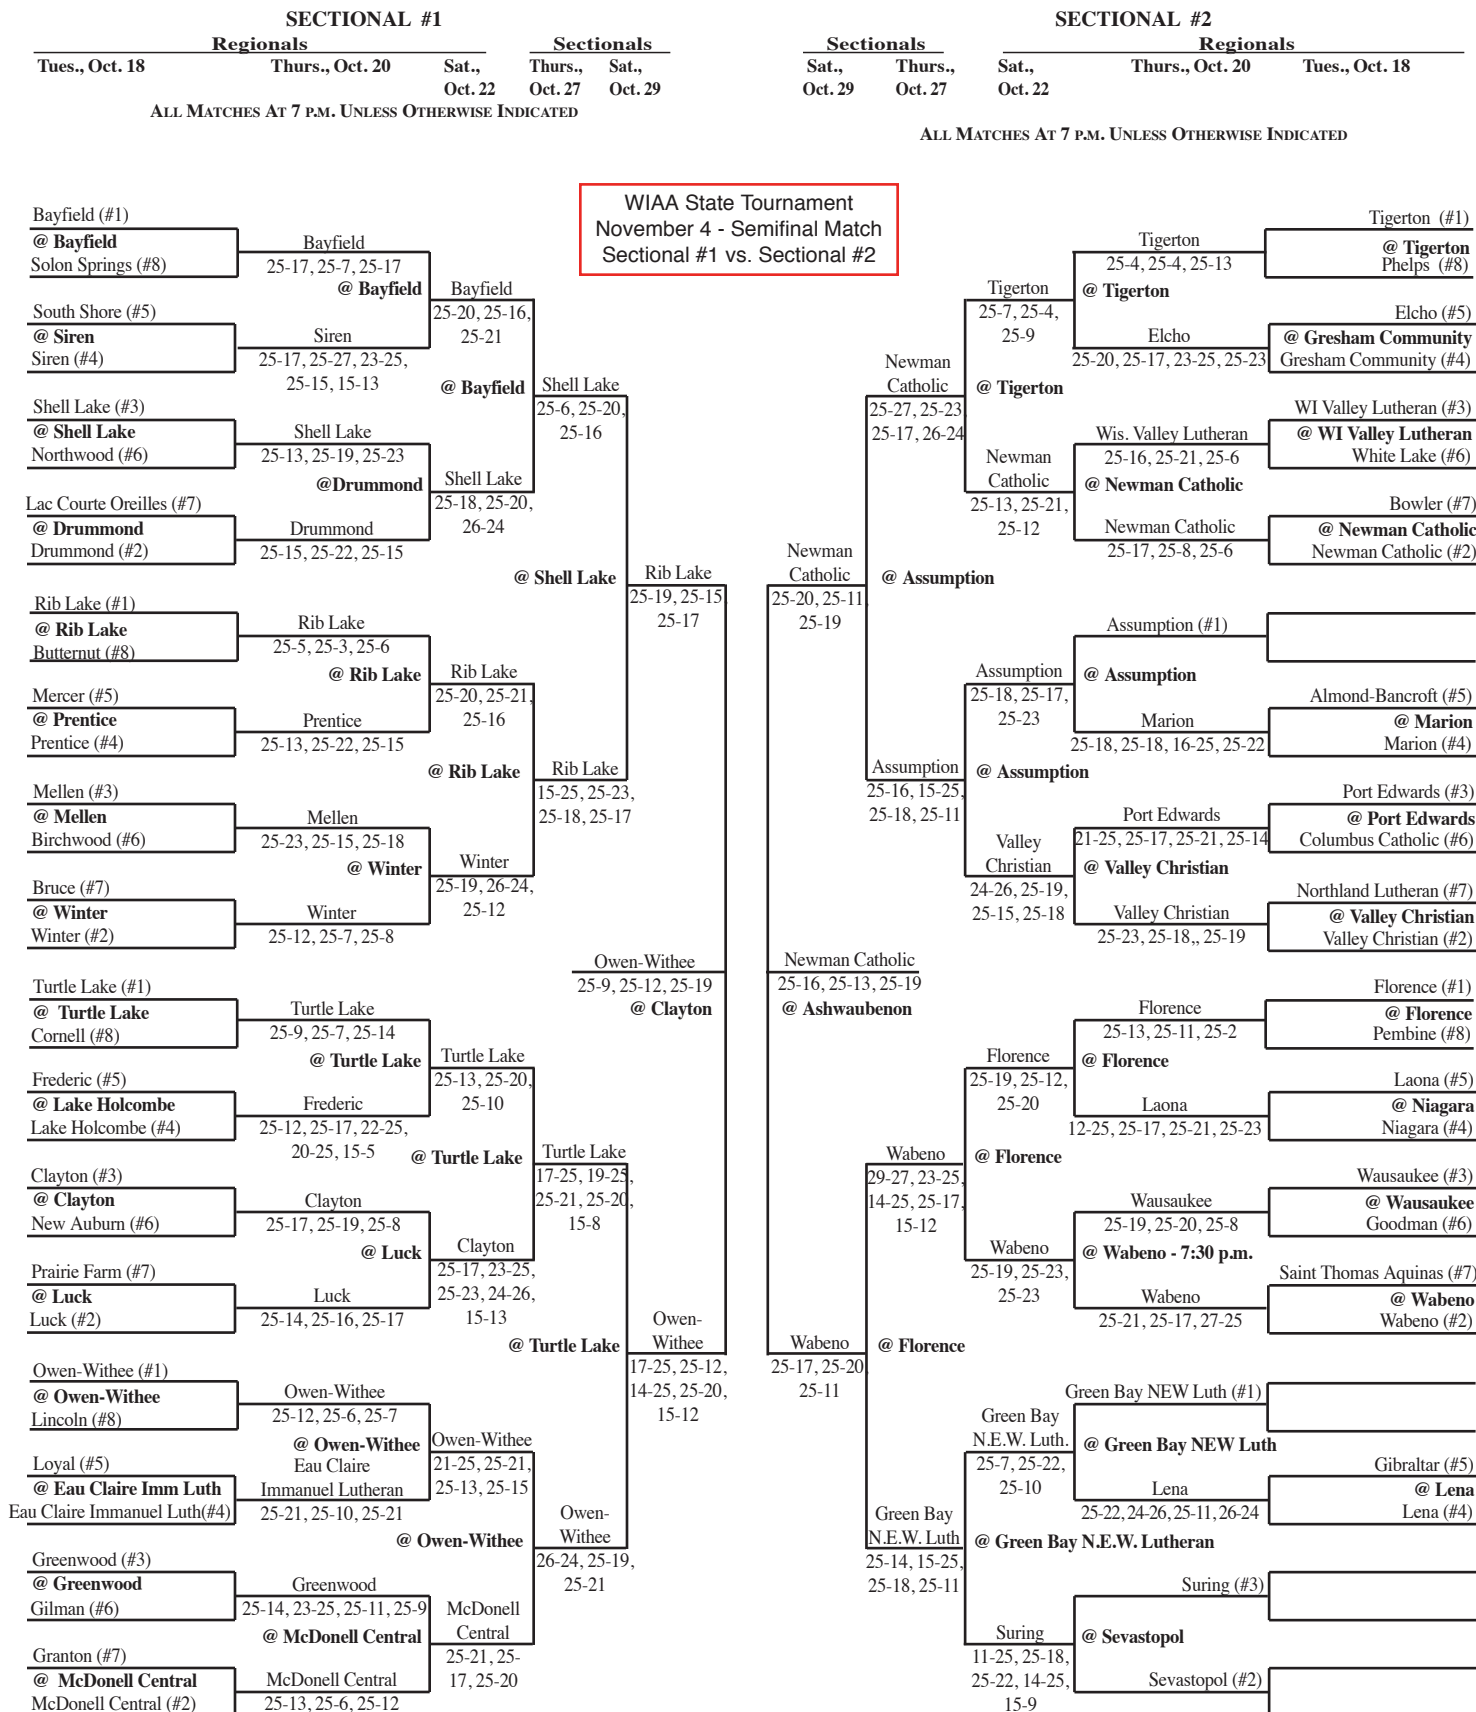 SECTIONAL #1
Regionals
Sectionals
Tues., Oct. 18
Thurs., Oct. 20
Sat.,
Oct. 22
Thurs.,
Oct. 27
Sat.,
Oct. 29
ALL MATCHES AT 7 P.M. UNLESS OTHERWISE INDICATED
SECTIONAL #2
Sectionals
Regionals
Sat.,
Oct. 29
Thurs.,
Oct. 27
Sat.,
Oct. 22
Thurs., Oct. 20
Tues., Oct. 18
ALL MATCHES AT 7 P.M. UNLESS OTHERWISE INDICATED
WIAA State Tournament
November 4 - Semifinal Match
Sectional #1 vs. Sectional #2
Bayfield (#1)
@ Bayfield
Solon Springs (#8)
South Shore (#5)
@ Siren
Siren (#4)
Shell Lake (#3)
@ Shell Lake
Northwood (#6)
Lac Courte Oreilles (#7)
@ Drummond
Drummond (#2)
Rib Lake (#1)
@ Rib Lake
Butternut (#8)
Mercer (#5)
@ Prentice
Prentice (#4)
Mellen (#3)
@ Mellen
Birchwood (#6)
Bruce (#7)
@ Winter
Winter (#2)
Turtle Lake (#1)
@ Turtle Lake
Cornell (#8)
Frederic (#5)
@ Lake Holcombe
Lake Holcombe (#4)
Clayton (#3)
@ Clayton
New Auburn (#6)
Prairie Farm (#7)
@ Luck
Luck (#2)
Owen-Withee (#1)
@ Owen-Withee
Lincoln (#8)
Loyal (#5)
@ Eau Claire Imm Luth
Eau Claire Immanuel Luth(#4)
Greenwood (#3)
@ Greenwood
Gilman (#6)
Granton (#7)
@ McDonell Central
McDonell Central (#2)
Bayfield
25-17, 25-7, 25-17
@ Bayfield
Siren
25-17, 25-27, 23-25,
25-15, 15-13
Shell Lake
25-13, 25-19, 25-23
@Drummond
Drummond
25-15, 25-22, 25-15
Rib Lake
25-5, 25-3, 25-6
@ Rib Lake
Prentice
25-13, 25-22, 25-15
Mellen
25-23, 25-15, 25-18
@ Winter
Winter
25-12, 25-7, 25-8
Turtle Lake
25-9, 25-7, 25-14
@ Turtle Lake
Frederic
25-12, 25-17, 22-25,
20-25, 15-5
Clayton
25-17, 25-19, 25-8
@ Luck
Luck
25-14, 25-16, 25-17
Owen-Withee
25-12, 25-6, 25-7
@ Owen-Withee
Eau Claire
Immanuel Lutheran
25-21, 25-10, 25-21
Greenwood
25-14, 23-25, 25-11, 25-9
@ McDonell Central
McDonell Central
25-13, 25-6, 25-12
Bayfield
25-20, 25-16,
25-21
@ Bayfield
Shell Lake
25-18, 25-20,
26-24
Rib Lake
25-20, 25-21,
25-16
@ Rib Lake
Winter
25-19, 26-24,
25-12
Turtle Lake
25-13, 25-20,
25-10
@ Turtle Lake
Clayton
25-17, 23-25,
25-23, 24-26,
15-13
Owen-Withee
21-25, 25-21,
25-13, 25-15
@ Owen-Withee
McDonell
Central
25-21, 25-
17, 25-20
Shell Lake
25-6, 25-20,
25-16
@ Shell Lake
Rib Lake
15-25, 25-23,
25-18, 25-17
Turtle Lake
17-25, 19-25,
25-21, 25-20,
15-8
@ Turtle Lake
Owen-
Withee
26-24, 25-19,
25-21
Rib Lake
25-19, 25-15,
25-17
Owen-
Withee
17-25, 25-12,
14-25, 25-20,
15-12
Owen-Withee
25-9, 25-12, 25-19
@ Clayton
Newman Catholic
25-16, 25-13, 25-19
@ Ashwaubenon
Newman
Catholic
25-20, 25-11,
25-19
Wabeno
25-17, 25-20,
25-11
Newman
Catholic
25-27, 25-23,
25-17, 26-24
@ Assumption
Assumption
25-16, 15-25,
25-18, 25-11
Wabeno
29-27, 23-25,
14-25, 25-17,
15-12
@ Florence
Green Bay
N.E.W. Luth
25-14, 15-25,
25-18, 25-11
Tigerton
25-7, 25-4,
25-9
@ Tigerton
Newman
Catholic
25-13, 25-21,
25-12
Assumption
25-18, 25-17,
25-23
@ Assumption
Valley
Christian
24-26, 25-19,
25-15, 25-18
Florence
25-19, 25-12,
25-20
@ Florence
Wabeno
25-19, 25-23,
25-23
Green Bay
N.E.W. Luth.
25-7, 25-22,
25-10
@ Green Bay N.E.W. Lutheran
Suring
11-25, 25-18,
25-22, 14-25,
15-9
Tigerton
25-4, 25-4, 25-13
@ Tigerton
Elcho
25-20, 25-17, 23-25, 25-23
Wis. Valley Lutheran
25-16, 25-21, 25-6
@ Newman Catholic
Newman Catholic
25-17, 25-8, 25-6
Assumption (#1)
@ Assumption
Marion
25-18, 25-18, 16-25, 25-22
Port Edwards
21-25, 25-17, 25-21, 25-14
@ Valley Christian
Valley Christian
25-23, 25-18,, 25-19
Florence
25-13, 25-11, 25-2
@ Florence
Laona
12-25, 25-17, 25-21, 25-23
Wausaukee
25-19, 25-20, 25-8
@ Wabeno - 7:30 p.m.
Wabeno
25-21, 25-17, 27-25
Green Bay NEW Luth (#1)
@ Green Bay NEW Luth
Lena
25-22, 24-26, 25-11, 26-24
Suring (#3)
@ Sevastopol
Sevastopol (#2)
Tigerton (#1)
@ Tigerton
Phelps (#8)
Elcho (#5)
@ Gresham Community
Gresham Community (#4)
WI Valley Lutheran (#3)
@ WI Valley Lutheran
White Lake (#6)
Bowler (#7)
@ Newman Catholic
Newman Catholic (#2)
Almond-Bancroft (#5)
@ Marion
Marion (#4)
Port Edwards (#3)
@ Port Edwards
Columbus Catholic (#6)
Northland Lutheran (#7)
@ Valley Christian
Valley Christian (#2)
Florence (#1)
@ Florence
Pembine (#8)
Laona (#5)
@ Niagara
Niagara (#4)
Wausaukee (#3)
@ Wausaukee
Goodman (#6)
Saint Thomas Aquinas (#7)
@ Wabeno
Wabeno (#2)
Gibraltar (#5)
@ Lena
Lena (#4)